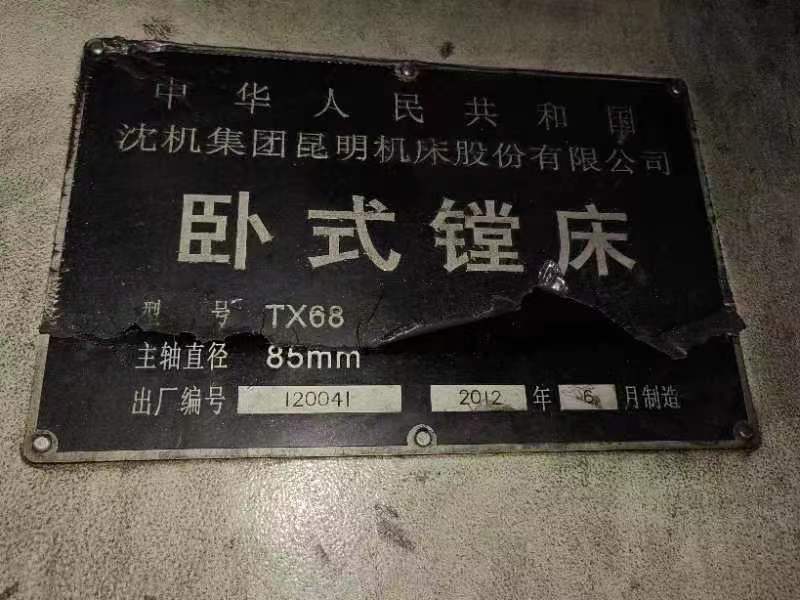 中华人民共和国
沈机集团昆明机床股份有限公司
卧式镗床
型号 TX68
主轴直径 85mm
出厂编号 120041 2012 年 6 月制造